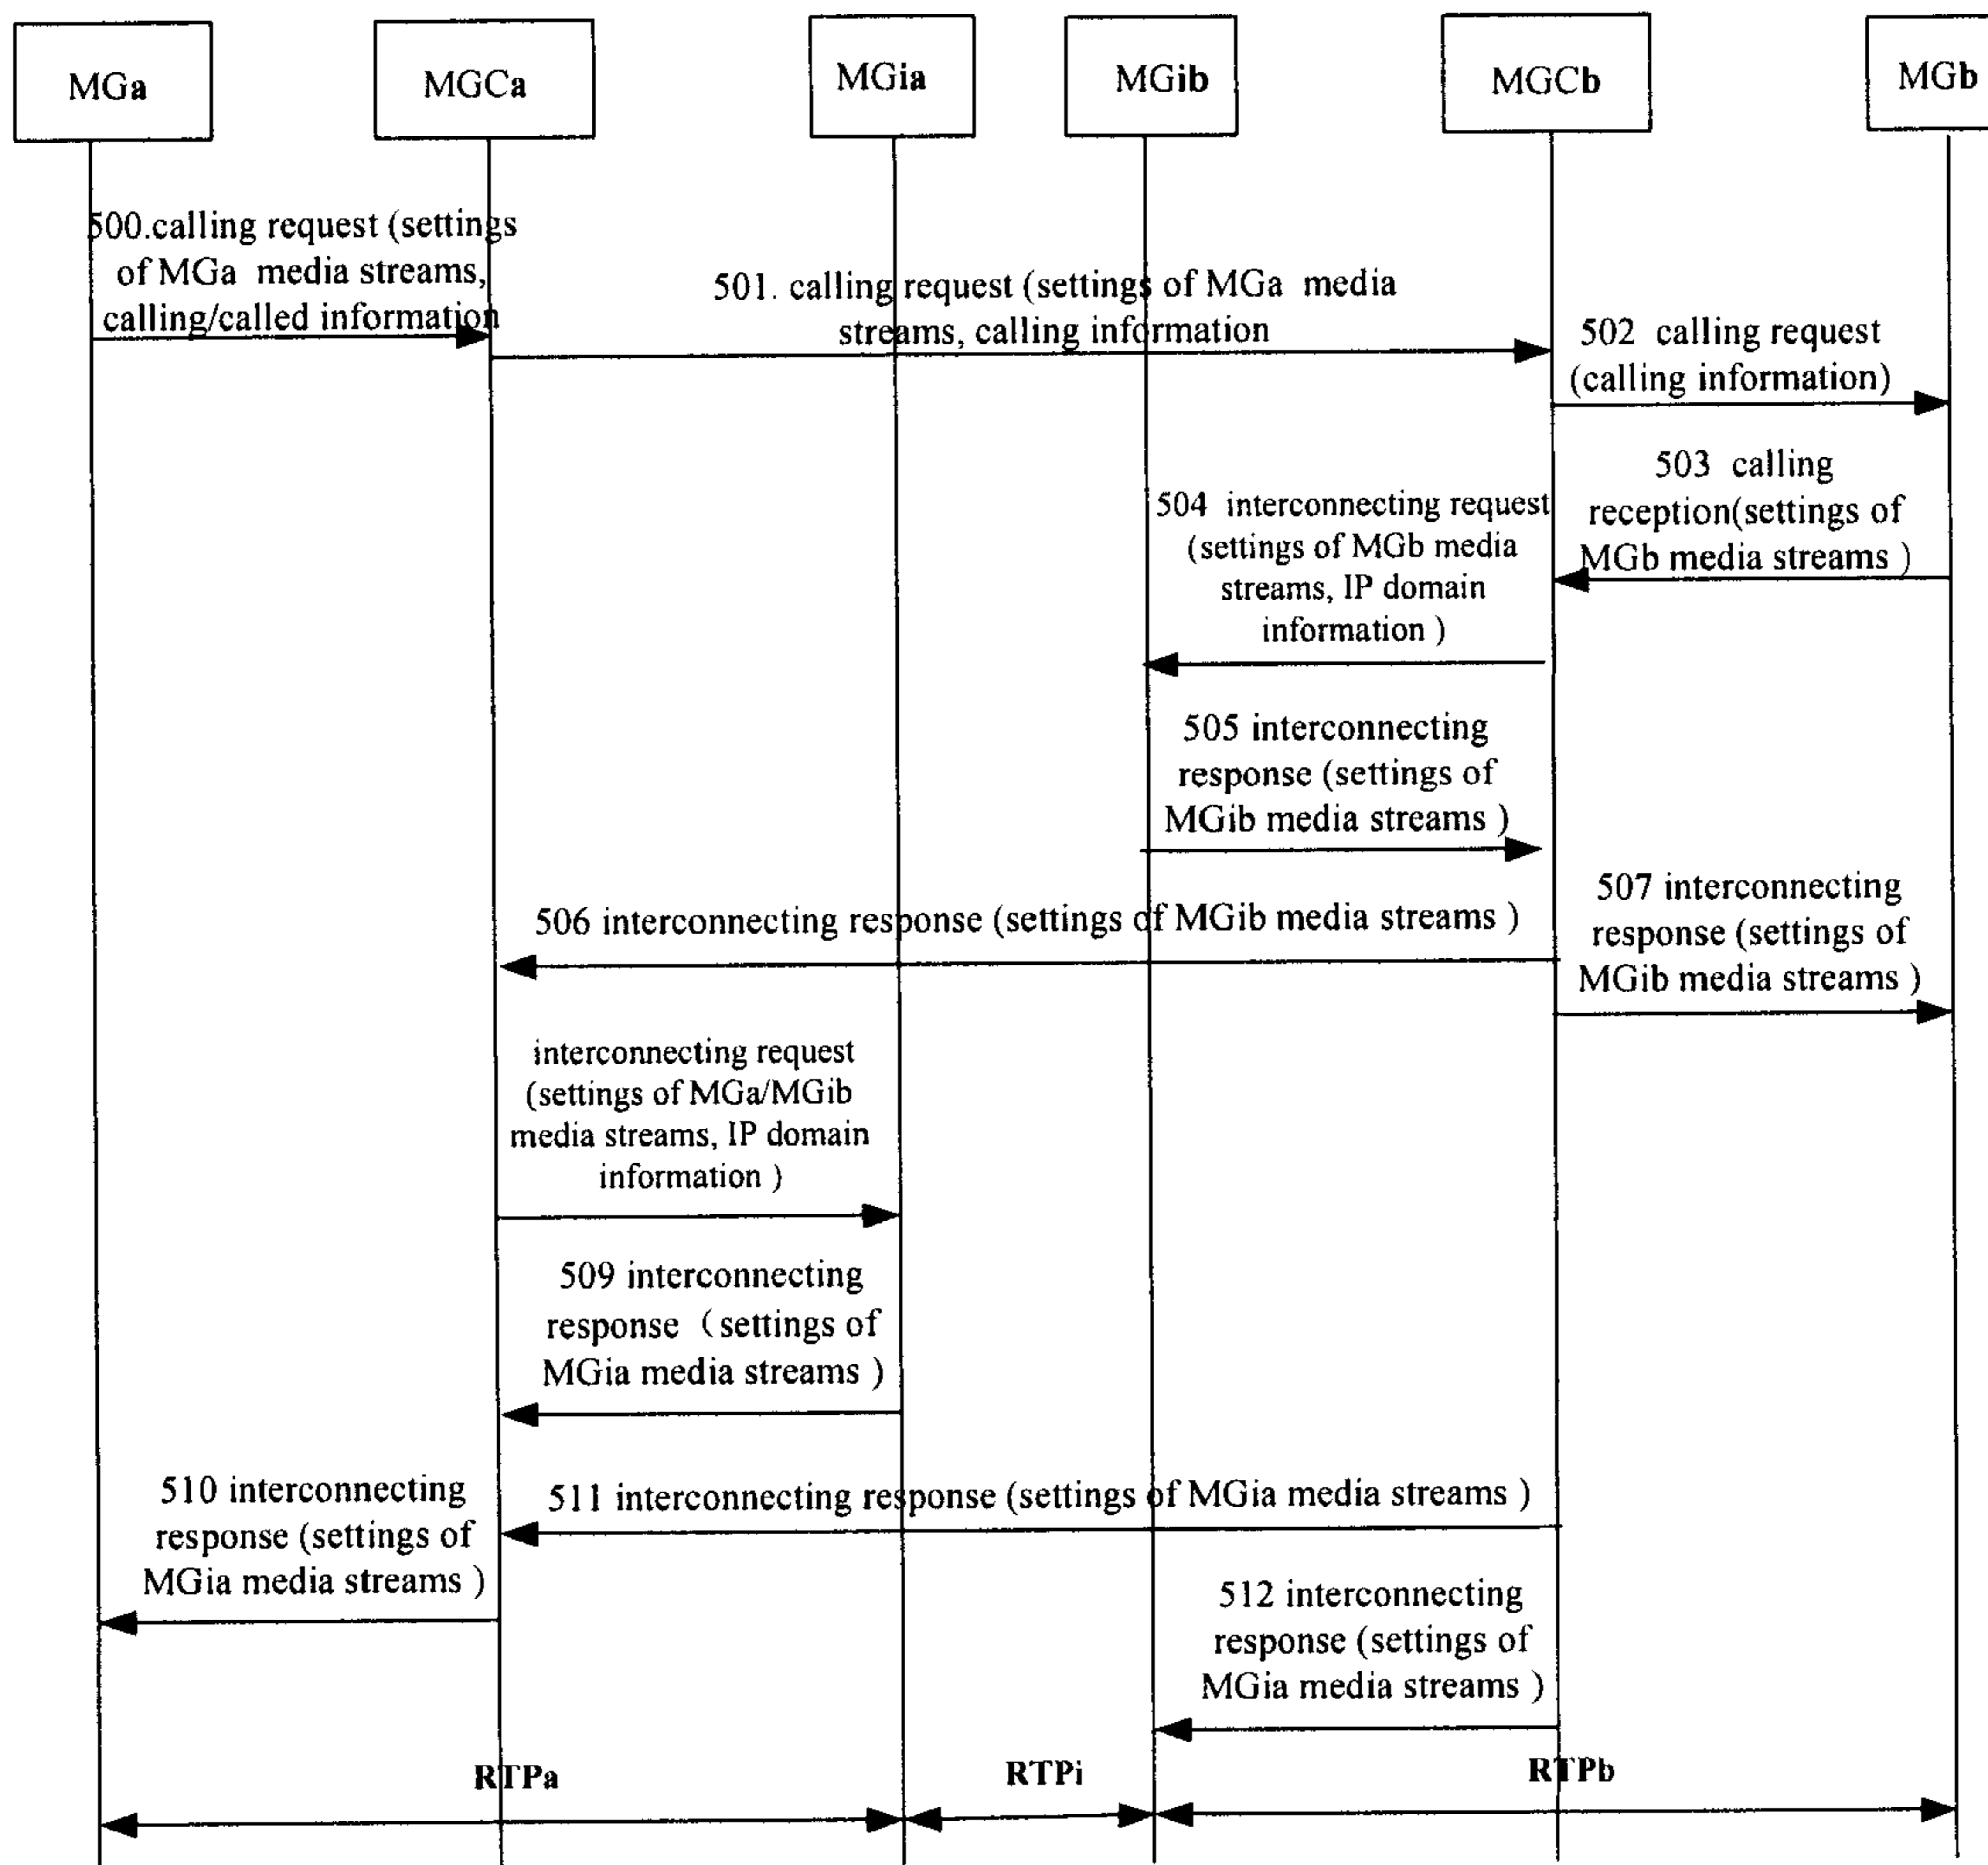 MGa
MGCa
MGia
MGib
MGCb
MGb
500.calling request (settings
of MGa media streams,
calling/called information
501. calling request (settings of MGa media
streams, calling information
502 calling request
(calling information)
503 calling
reception(settings of
MGb media streams )
504 interconnecting request
(settings of MGb media
streams, IP domain
information )
505 interconnecting
response (settings of
MGib media streams )
506 interconnecting response (settings of MGib media streams )
507 interconnecting
response (settings of
MGib media streams )
interconnecting request
(settings of MGa/MGib
media streams, IP domain
information )
509 interconnecting
response （settings of
MGia media streams )
510 interconnecting
response (settings of
MGia media streams )
511 interconnecting response (settings of MGia media streams )
512 interconnecting
response (settings of
MGia media streams )
RTPa
RTPi
RTPb